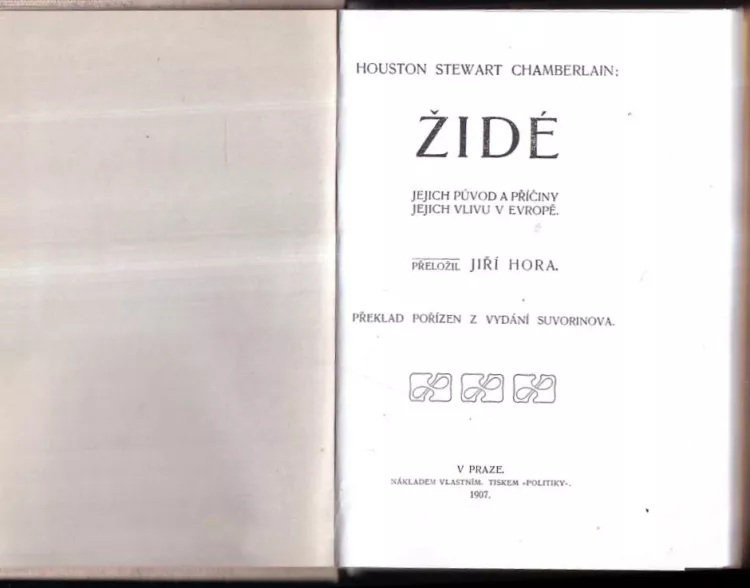 HOUSTON STEWART CHAMBERLAIN:
ŽIDÉ
JEJICH PŮVOD A PŘÍČINY
JEJICH VLIVU V EVROPĚ.
PŘELOŽIL JIŘÍ HORA.
PŘEKLAD POŘÍZEN Z VYDÁNÍ SUVORINOVA.
V PRAZE.
NÁKLADEM VLASTNÍM. TISKEM »POLITIKY«.
1907.